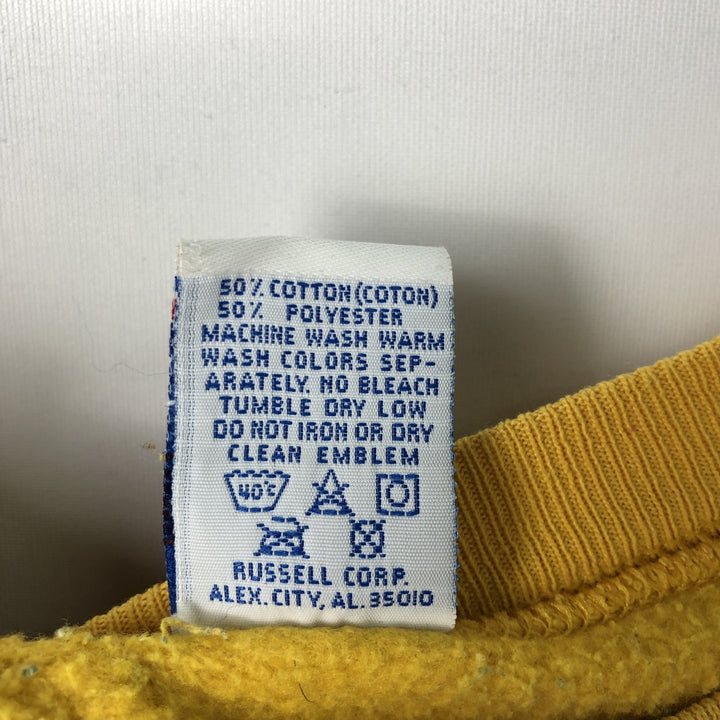 50% COTTON (COTON)
50% POLYESTER
MACHINE WASH WARM
WASH COLORS SEP-
ARATELY. NO BLEACH
TUMBLE DRY LOW
DO NOT IRON OR DRY
CLEAN EMBLEM
40°C
RUSSELL CORP.
ALEX. CITY, AL. 35010